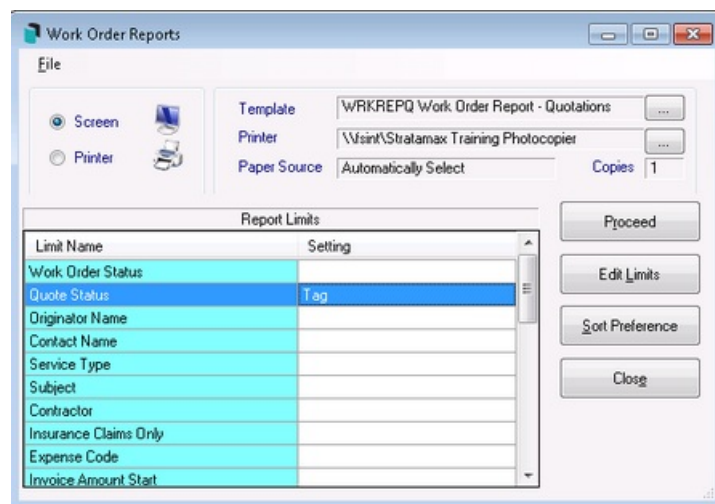 Work Order Reports
File
Screen
Printer
Template WRKREPQ Work Order Report - Quotations ...
Printer \\fsint\Stratamax Training Photocopier ...
Paper Source Automatically Select Copies 1
Report Limits
Limit Name Setting
Work Order Status
Quote Status Tag
Originator Name
Contact Name
Service Type
Subject
Contractor
Insurance Claims Only
Expense Code
Invoice Amount Start
Proceed
Edit Limits
Sort Preference
Close